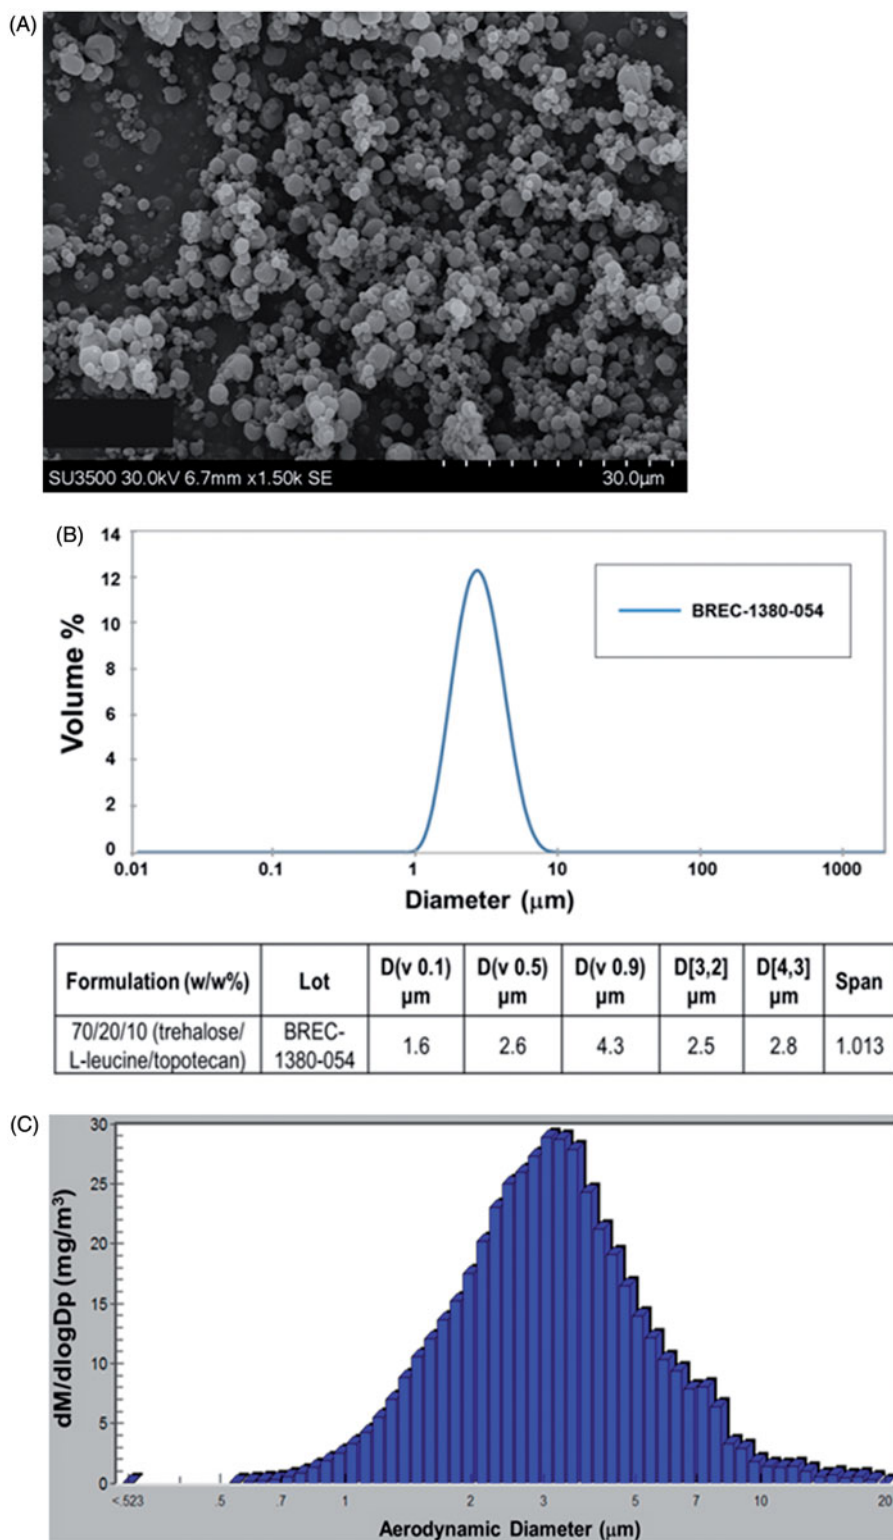 (A)
SU3500 30.0kV 6.7mm x1.50k SE
30.0μm
(B)
14
12
10
8
6
4
2
0
Volume %
BREC-1380-054
0.01 0.1 1 10 100 1000
Diameter (μm)
Formulation (w/w%) Lot D(v 0.1) μm D(v 0.5) μm D(v 0.9) μm D[3,2] μm D[4,3] μm Span
70/20/10 (trehalose/ L-leucine/topotecan) BREC-1380-054 1.6 2.6 4.3 2.5 2.8 1.013
(C)
30
25
20
15
10
5
0
dM/dlogDp (mg/m³)
<.523 .5 .7 1 2 3 5 7 10 20
Aerodynamic Diameter (μm)